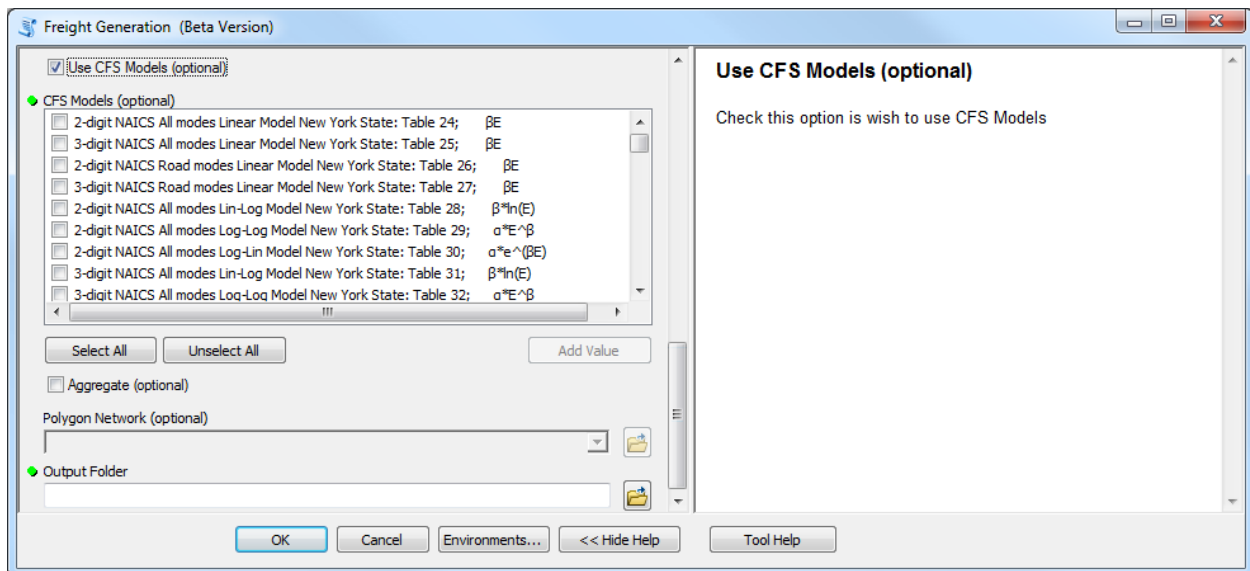 Freight Generation (Beta Version)
Use CFS Models (optional)
CFS Models (optional)
2-digit NAICS All modes Linear Model New York State: Table 24; βE
3-digit NAICS All modes Linear Model New York State: Table 25; βE
2-digit NAICS Road modes Linear Model New York State: Table 26; βE
3-digit NAICS Road modes Linear Model New York State: Table 27; βE
2-digit NAICS All modes Lin-Log Model New York State: Table 28; β*ln(E)
2-digit NAICS All modes Log-Log Model New York State: Table 29; α*E^β
2-digit NAICS All modes Log-Lin Model New York State: Table 30; α*e^(βE)
3-digit NAICS All modes Lin-Log Model New York State: Table 31; β*ln(E)
3-digit NAICS All modes Log-Log Model New York State: Table 32; α*E^β
Select All
Unselect All
Add Value
Aggregate (optional)
Polygon Network (optional)
Output Folder
Use CFS Models (optional)
Check this option is wish to use CFS Models
OK
Cancel
Environments...
<< Hide Help
Tool Help